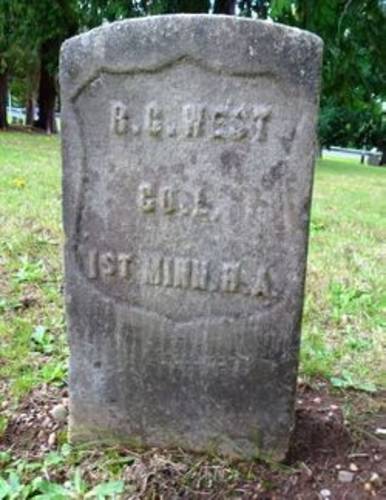 R. C. WEST
CO. L.
1ST MINN. H. A.